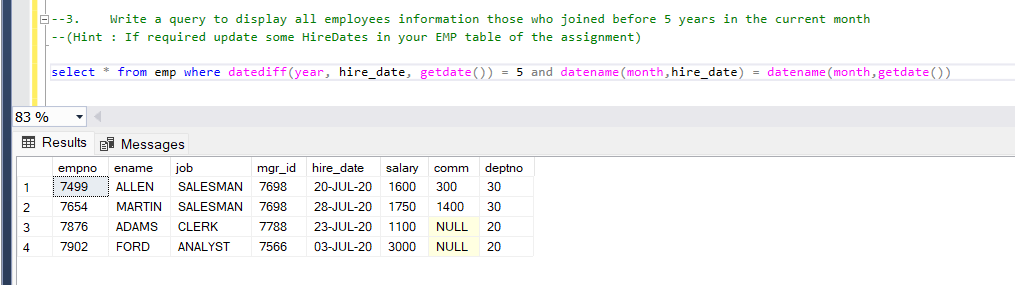 --3. Write a query to display all employees information those who joined before 5 years in the current month
--(Hint : If required update some HireDates in your EMP table of the assignment)
select * from emp where datediff(year, hire_date, getdate()) = 5 and datename(month,hire_date) = datename(month,getdate())
83 %
Results Messages
empno ename job mgr_id hire_date salary comm deptno
1 7499 ALLEN SALESMAN 7698 20-JUL-20 1600 300 30
2 7654 MARTIN SALESMAN 7698 28-JUL-20 1750 1400 30
3 7876 ADAMS CLERK 7788 23-JUL-20 1100 NULL 20
4 7902 FORD ANALYST 7566 03-JUL-20 3000 NULL 20